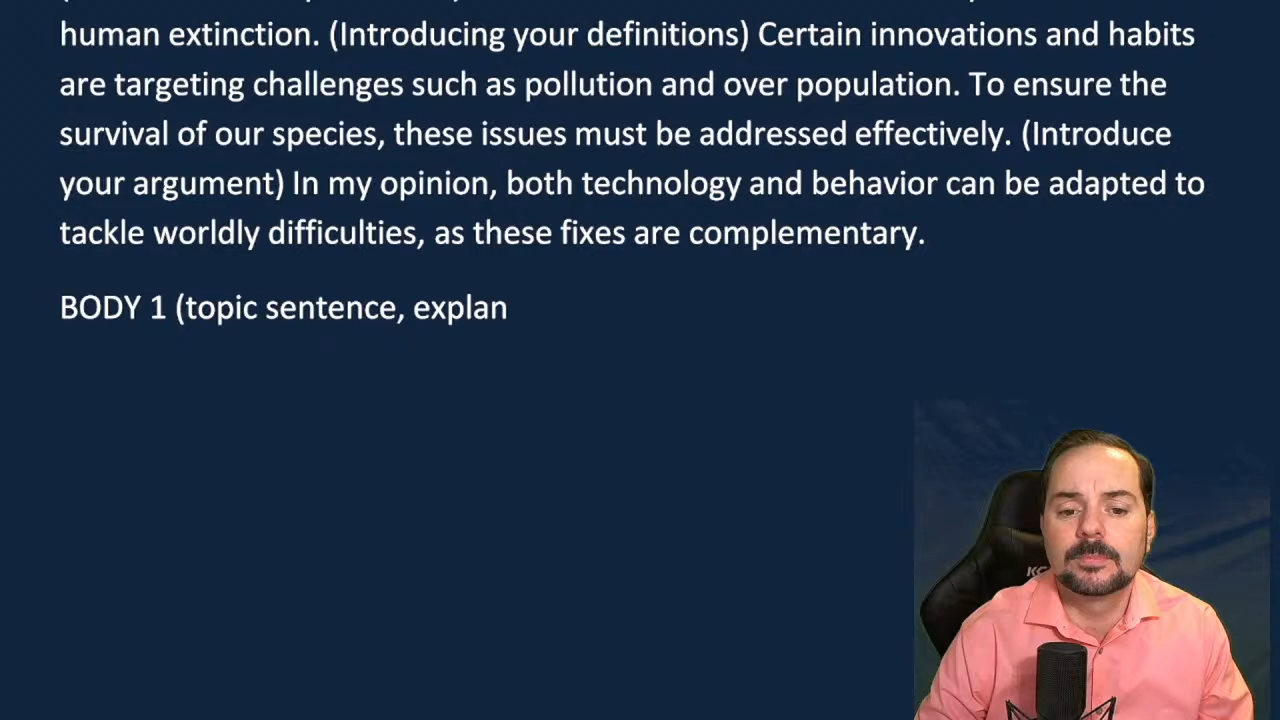 human extinction. (Introducing your definitions) Certain innovations and habits
are targeting challenges such as pollution and over population. To ensure the
survival of our species, these issues must be addressed effectively. (Introduce
your argument) In my opinion, both technology and behavior can be adapted to
tackle worldly difficulties, as these fixes are complementary.
BODY 1 (topic sentence, explan